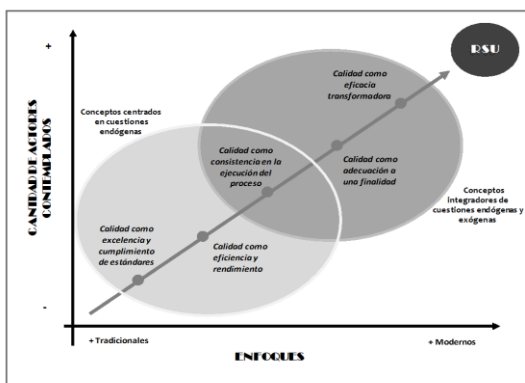 +
RSU
Calidad como
eficacia
transformadora
Conceptos centrados
en cuestiones
endógenas
CANTIDAD DE ACTORES
CONTEMPLADOS
Calidad como
consistencia en la
ejecución del
proceso
Calidad como
adecuación a
una finalidad
Conceptos
integradores de
cuestiones endógenas y
exógenas
Calidad como
excelencia y
cumplimiento
de estándares
Calidad como
eficiencia y
rendimiento
-
+ Tradicionales
+ Modernos
ENFOQUES